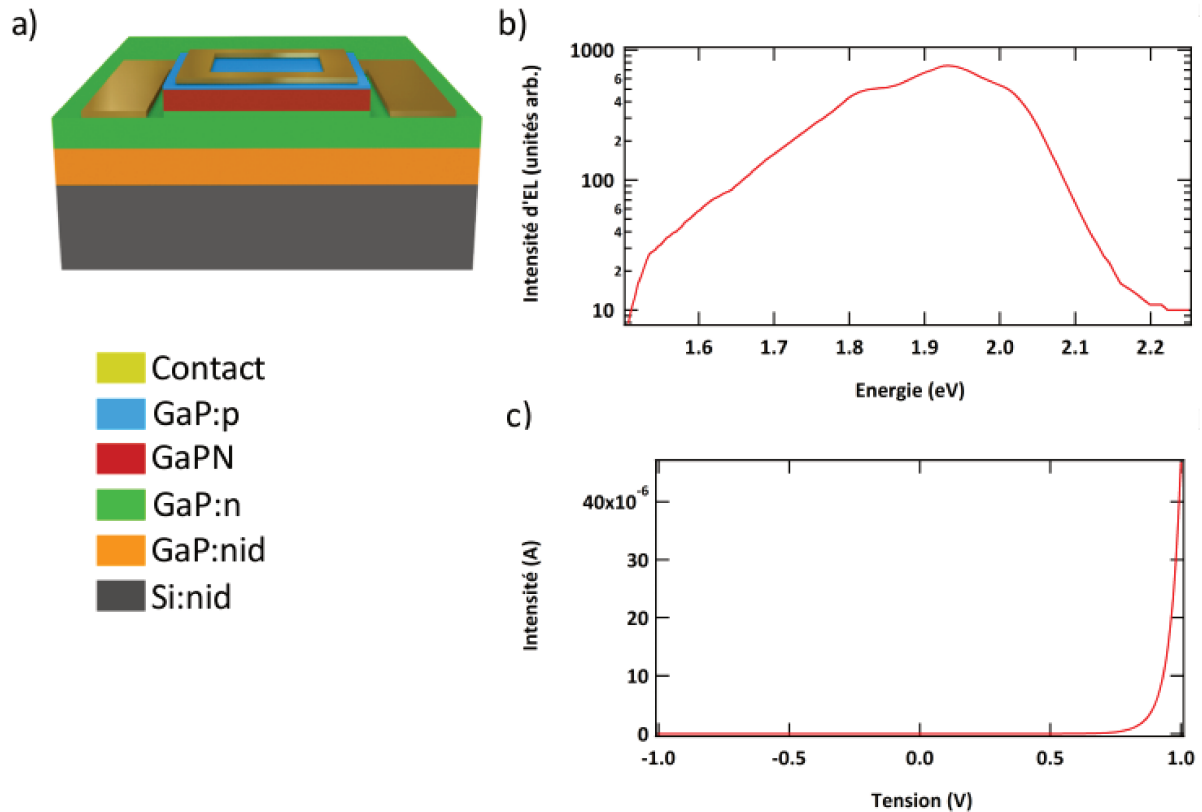 a)
Contact
GaP:p
GaPN
GaP:n
GaP:nid
Si:nid
b)
Intensité d'EL (unités arb.)
1000
6
4
2
100
6
4
2
10
1.6 1.7 1.8 1.9 2.0 2.1 2.2
Energie (eV)
c)
Intensité (A)
40x10⁻⁶
30
20
10
0
-1.0 -0.5 0.0 0.5 1.0
Tension (V)